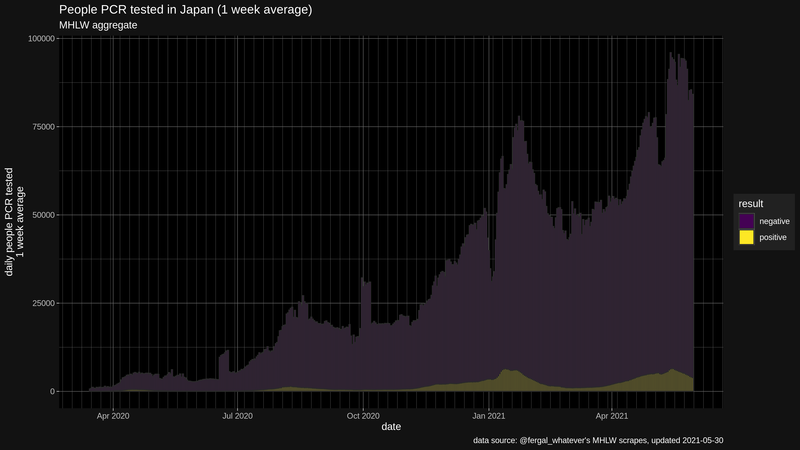 People PCR tested in Japan (1 week average)
MHLW aggregate
daily people PCR tested
1 week average
100000
75000
50000
25000
0
Apr 2020
Jul 2020
Oct 2020
Jan 2021
Apr 2021
date
result
negative
positive
data source: @fergal_whatever's MHLW scrapes, updated 2021-05-30